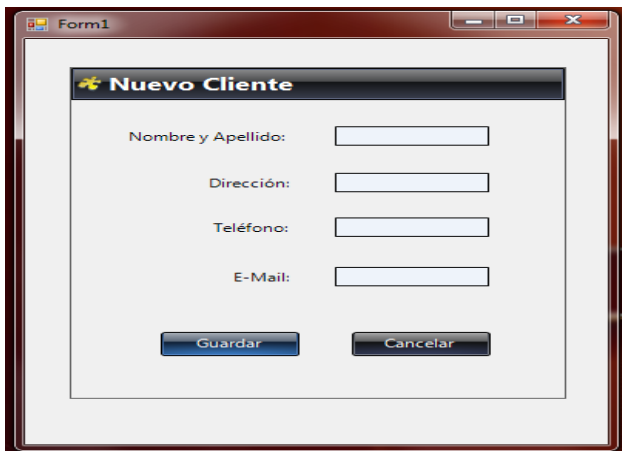 Form1
Nuevo Cliente
Nombre y Apellido:
Dirección:
Teléfono:
E-Mail:
Guardar Cancelar